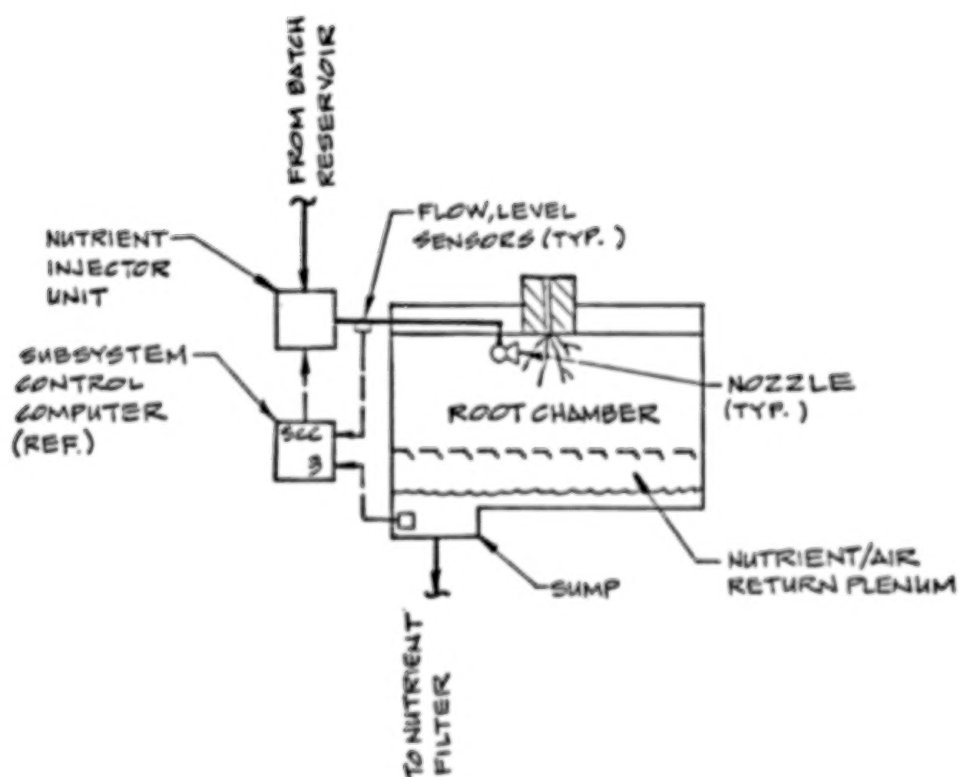 FROM BATCH
RESERVOIR
FLOW, LEVEL
SENSORS (TYP.)
NUTRIENT
INJECTOR
UNIT
SUBSYSTEM
CONTROL
COMPUTER
(REF.)
SCC
3
ROOT CHAMBER
NOZZLE
(TYP.)
NUTRIENT/AIR
RETURN PLENUM
SUMP
TO NUTRIENT
FILTER